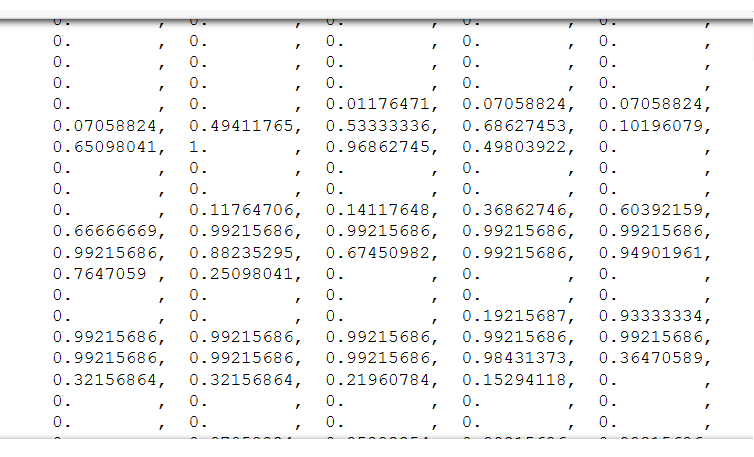 0. , 0. , 0. , 0. , 0. ,
0. , 0. , 0. , 0. , 0. ,
0. , 0. , 0. , 0. , 0. ,
0. , 0. , 0.01176471, 0.07058824, 0.07058824,
0.07058824, 0.49411765, 0.53333336, 0.68627453, 0.10196079,
0.65098041, 1. , 0.96862745, 0.49803922, 0. ,
0. , 0. , 0. , 0. , 0. ,
0. , 0. , 0. , 0. , 0. ,
0. , 0.11764706, 0.14117648, 0.36862746, 0.60392159,
0.66666669, 0.99215686, 0.99215686, 0.99215686, 0.99215686,
0.99215686, 0.88235295, 0.67450982, 0.99215686, 0.94901961,
0.7647059 , 0.25098041, 0. , 0. , 0. ,
0. , 0. , 0. , 0. , 0. ,
0. , 0. , 0. , 0.19215687, 0.93333334,
0.99215686, 0.99215686, 0.99215686, 0.99215686, 0.99215686,
0.99215686, 0.99215686, 0.99215686, 0.98431373, 0.36470589,
0.32156864, 0.32156864, 0.21960784, 0.15294118, 0. ,
0. , 0. , 0. , 0. , 0. ,
0. , 0. , 0. , 0. , 0. ,